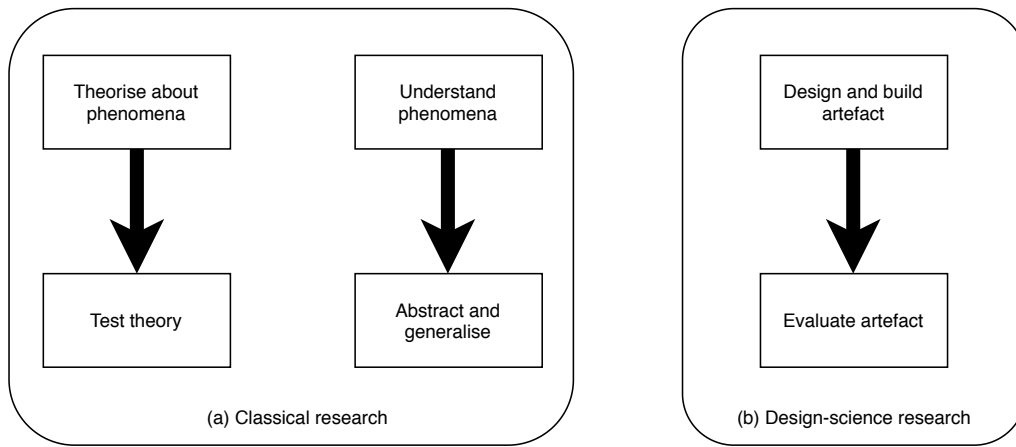 Theorise about
phenomena
Understand
phenomena
Design and build
artefact
Test theory
Abstract and
generalise
Evaluate artefact
(a) Classical research
(b) Design-science research